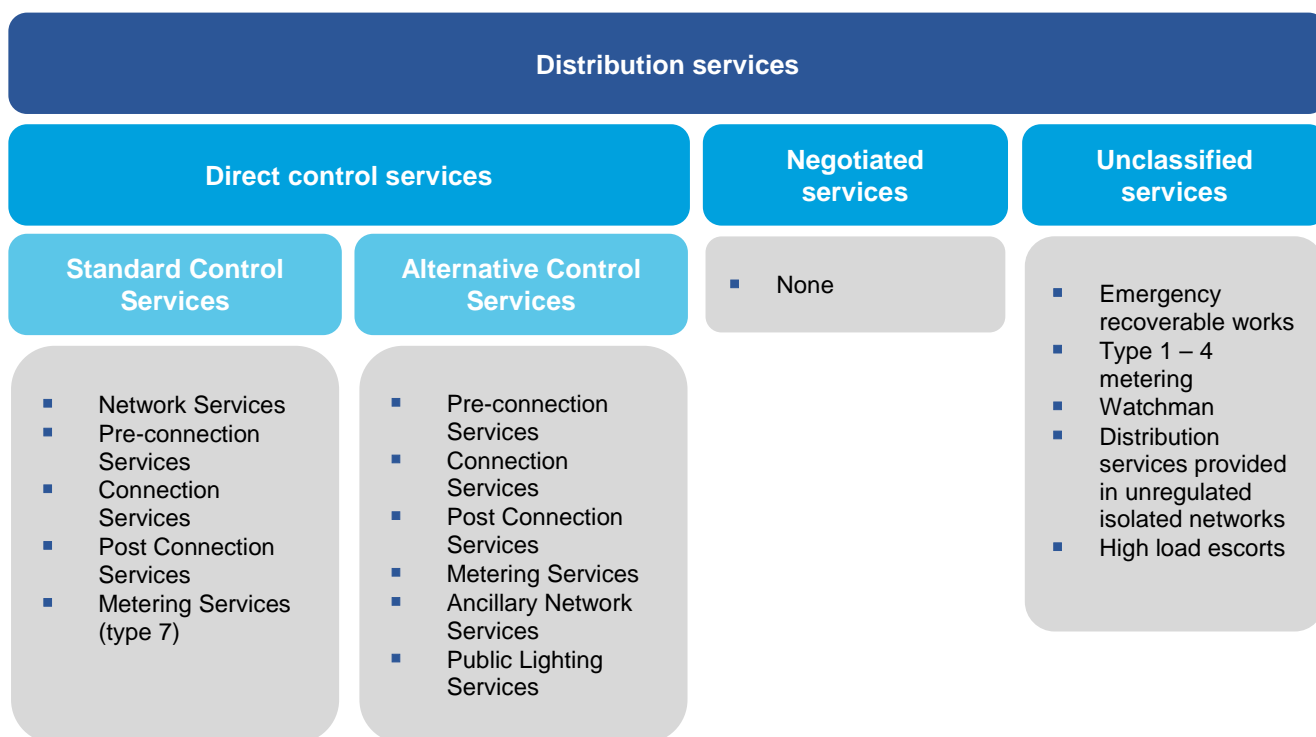 Distribution services
Direct control services
Negotiated
services
Unclassified
services
Standard Control
Services
Alternative Control
Services
▪ None
▪ Network Services
▪ Pre-connection
Services
▪ Connection
Services
▪ Post Connection
Services
▪ Metering Services
(type 7)
▪ Pre-connection
Services
▪ Connection
Services
▪ Post Connection
Services
▪ Metering Services
▪ Ancillary Network
Services
▪ Public Lighting
Services
▪ Emergency
recoverable works
▪ Type 1 – 4
metering
▪ Watchman
▪ Distribution
services provided
in unregulated
isolated networks
▪ High load escorts